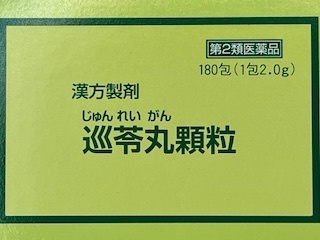 第2類医薬品
180包(1包2.0g)
漢方製剤
じゅん れい がん
巡苓丸顆粒